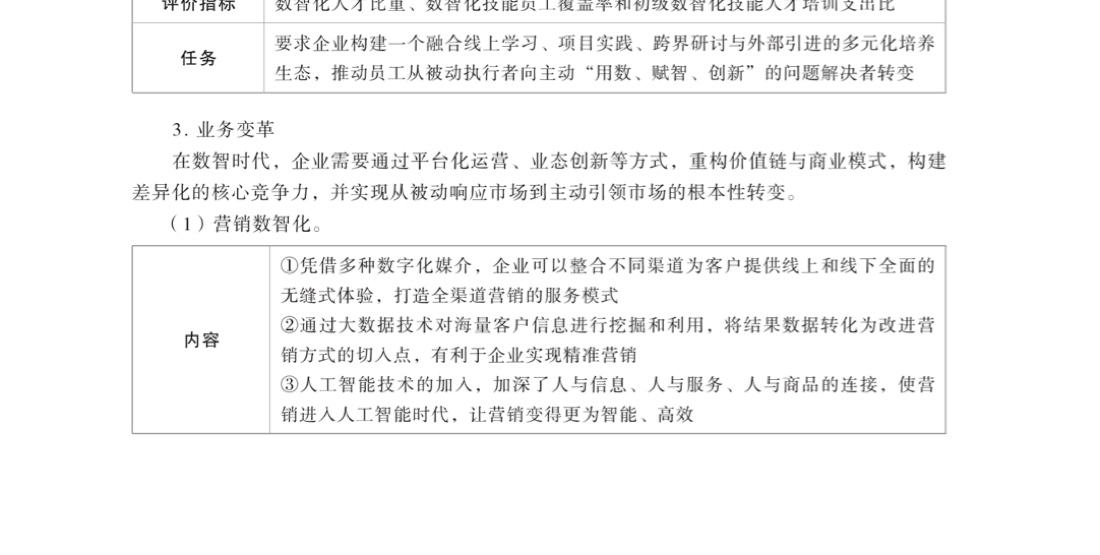 评价指标
数智化人才比重、数智化技能员工覆盖率和初级数智化技能人才培训支出比
任务
要求企业构建一个融合线上学习、项目实践、跨界研讨与外部引进的多元化培养
生态，推动员工从被动执行者向主动“用数、赋智、创新”的问题解决者转变
3. 业务变革
在数智时代，企业需要通过平台化运营、业态创新等方式，重构价值链与商业模式，构建
差异化的核心竞争力，并实现从被动响应市场到主动引领市场的根本性转变。
（1）营销数智化。
内容
①凭借多种数字化媒介，企业可以整合不同渠道为客户提供线上和线下全面的
无缝式体验，打造全渠道营销的服务模式
②通过大数据技术对海量客户信息进行挖掘和利用，将结果数据转化为改进营
销方式的切入点，有利于企业实现精准营销
③人工智能技术的加入，加深了人与信息、人与服务、人与商品的连接，使营
销进入人工智能时代，让营销变得更为智能、高效